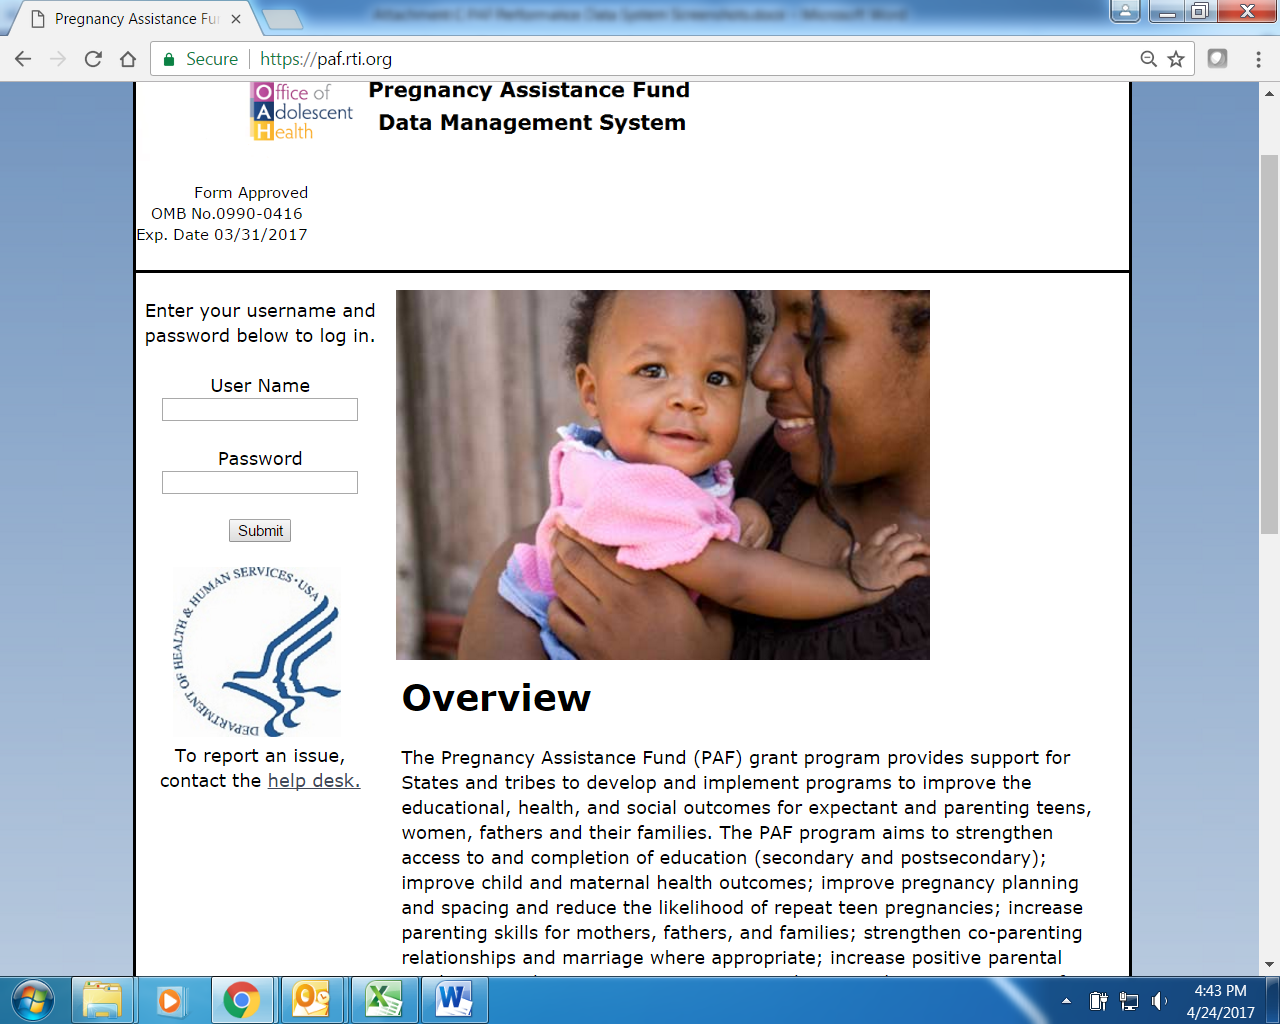 Pregnancy Assistance Fu
Secure
https://paf.rti.org
Office of
Adolescent
Health
Pregnancy Assistance Fund
Data Management System
Form Approved
OMB No.0990-0416
Exp. Date 03/31/2017
Enter your username and
password below to log in.
User Name
Password
Submit
DEPARTMENT OF HEALTH & HUMAN SERVICES·USA
To report an issue,
contact the help desk.
Overview
The Pregnancy Assistance Fund (PAF) grant program provides support for
States and tribes to develop and implement programs to improve the
educational, health, and social outcomes for expectant and parenting teens,
women, fathers and their families. The PAF program aims to strengthen
access to and completion of education (secondary and postsecondary);
improve child and maternal health outcomes; improve pregnancy planning
and spacing and reduce the likelihood of repeat teen pregnancies; increase
parenting skills for mothers, fathers, and families; strengthen co-parenting
relationships and marriage where appropriate; increase positive parental
4:43 PM
4/24/2017